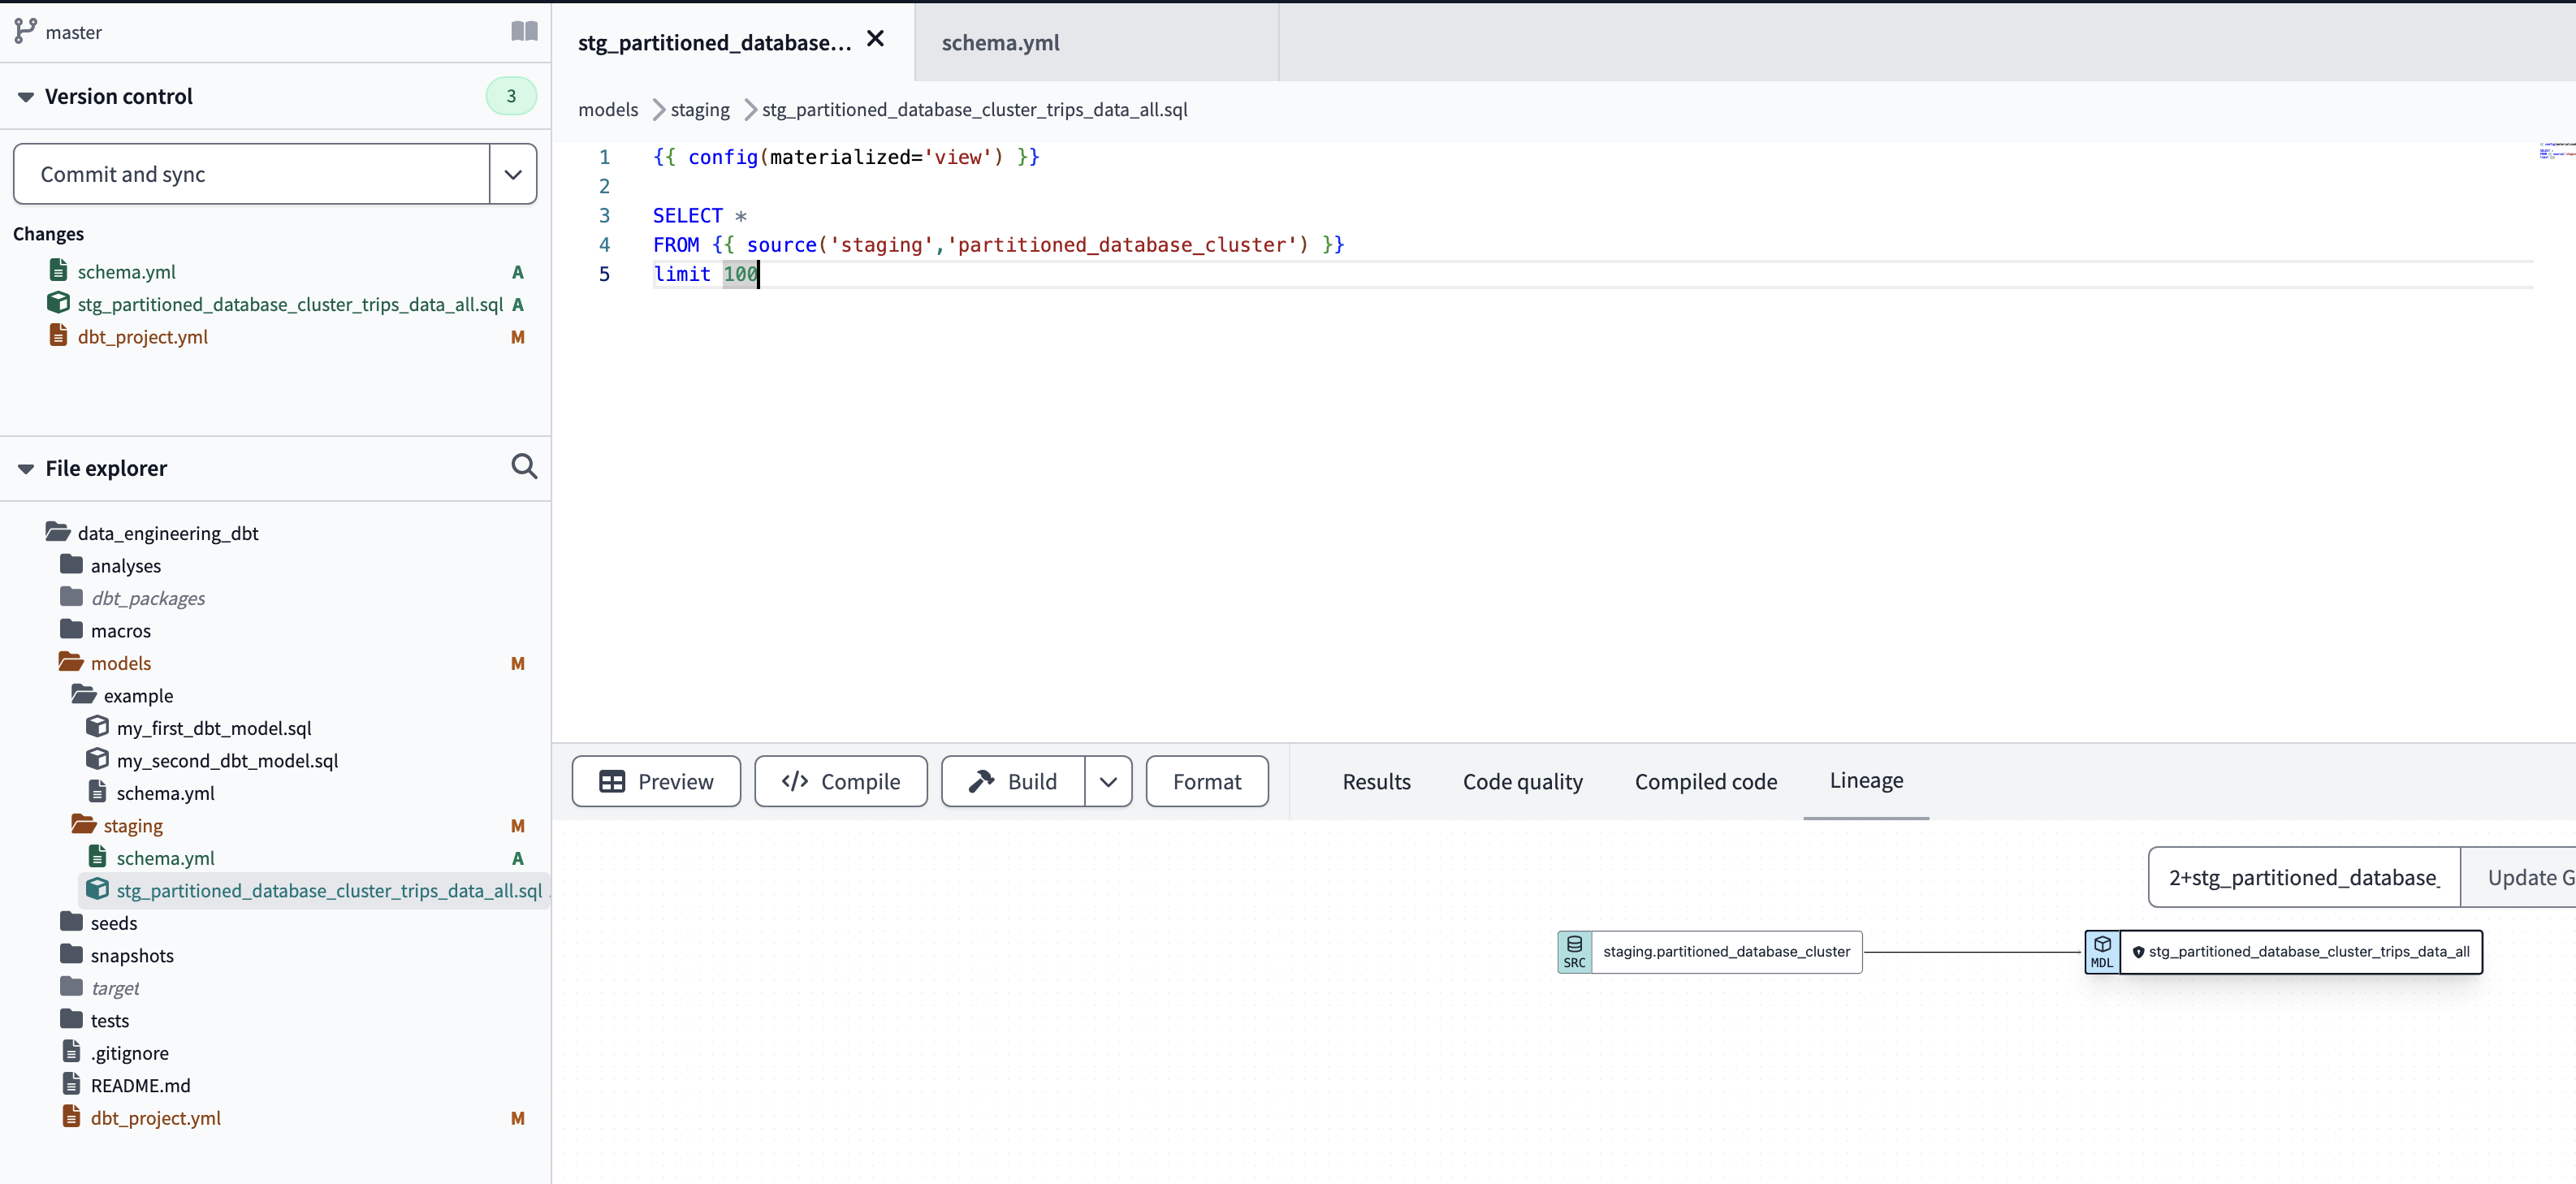 master
Version control
3
Commit and sync
Changes
schema.yml A
stg_partitioned_database_cluster_trips_data_all.sql A
dbt_project.yml M
File explorer
data_engineering_dbt
analyses
dbt_packages
macros
models M
example
my_first_dbt_model.sql
my_second_dbt_model.sql
schema.yml
staging M
schema.yml A
stg_partitioned_database_cluster_trips_data_all.sql
seeds
snapshots
target
tests
.gitignore
README.md
dbt_project.yml M
stg_partitioned_database...
schema.yml
models > staging > stg_partitioned_database_cluster_trips_data_all.sql
1 {{ config(materialized='view') }}
2
3 SELECT *
4 FROM {{ source('staging','partitioned_database_cluster') }}
5 limit 100
Preview
</> Compile
Build
Format
Results
Code quality
Compiled code
Lineage
2+stg_partitioned_database_
Update G
SRC staging.partitioned_database_cluster
MDL stg_partitioned_database_cluster_trips_data_all